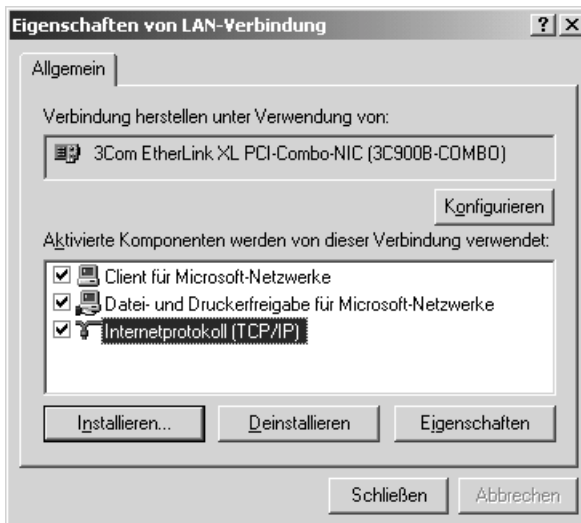 Eigenschaften von LAN-Verbindung
Allgemein
Verbindung herstellen unter Verwendung von:
3Com EtherLink XL PCI-Combo-NIC (3C900B-COMBO)
Konfigurieren
Aktivierte Komponenten werden von dieser Verbindung verwendet:
Client für Microsoft-Netzwerke
Datei- und Druckerfreigabe für Microsoft-Netzwerke
Internetprotokoll (TCP/IP)
Installieren... Deinstallieren Eigenschaften
Schließen Abbrechen